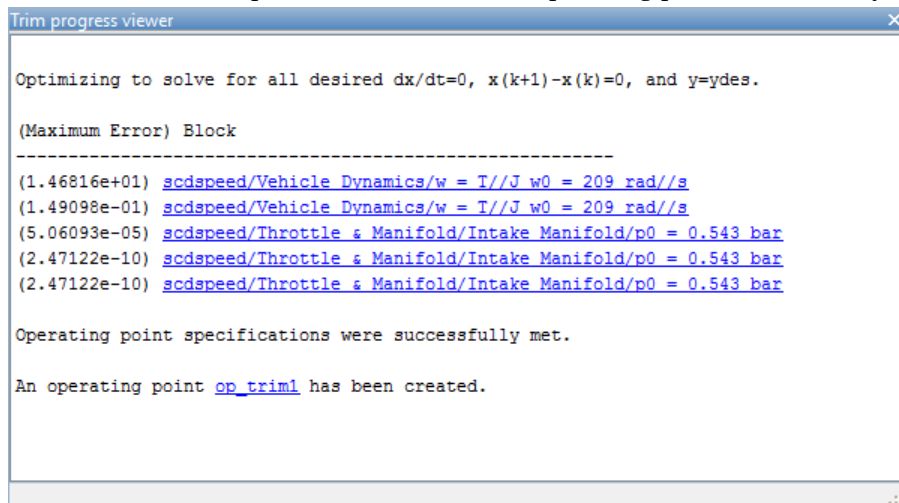 Trim progress viewer
Optimizing to solve for all desired dx/dt=0, x(k+1)-x(k)=0, and y=ydes.
(Maximum Error) Block
---------------------------------------------------------
(1.46816e+01) scdspeed/Vehicle Dynamics/w = T//J w0 = 209 rad//s
(1.49098e-01) scdspeed/Vehicle Dynamics/w = T//J w0 = 209 rad//s
(5.06093e-05) scdspeed/Throttle & Manifold/Intake Manifold/p0 = 0.543 bar
(2.47122e-10) scdspeed/Throttle & Manifold/Intake Manifold/p0 = 0.543 bar
(2.47122e-10) scdspeed/Throttle & Manifold/Intake Manifold/p0 = 0.543 bar
Operating point specifications were successfully met.
An operating point op_trim1 has been created.